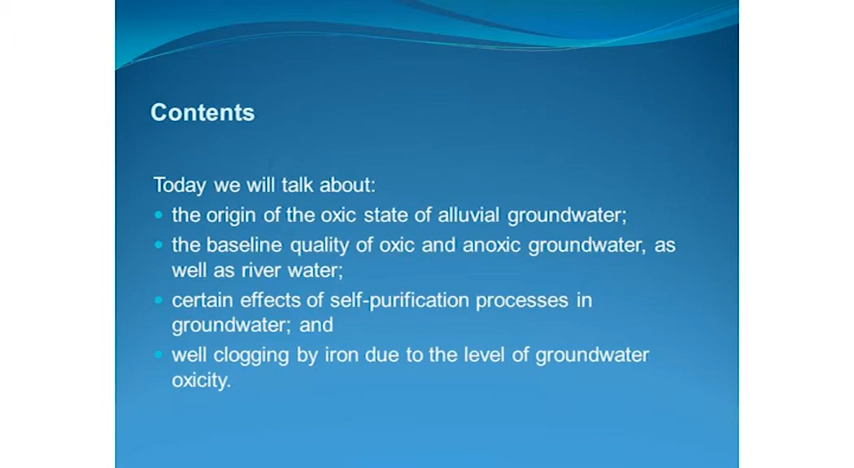 Contents
Today we will talk about:
• the origin of the oxic state of alluvial groundwater;
• the baseline quality of oxic and anoxic groundwater, as
well as river water;
• certain effects of self-purification processes in
groundwater; and
• well clogging by iron due to the level of groundwater
oxicity.